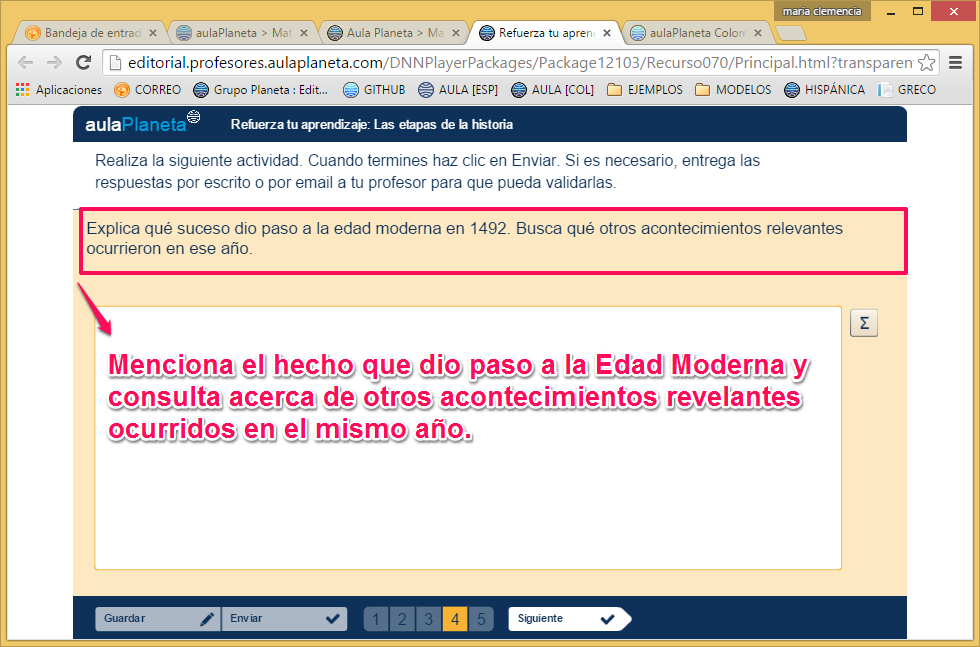 maria clemencia
Bandeja de entrad
aulaPlaneta > Mat
Aula Planeta > Ma
Refuerza tu apren
aulaPlaneta Colom
editorial.profesores.aulaplaneta.com/DNNPlayerPackages/Package12103/Recurso070/Principal.html?transparen
Aplicaciones CORREO Grupo Planeta : Edit... GITHUB AULA [ESP] AULA [COL] EJEMPLOS MODELOS HISPÁNICA GRECO
aulaPlaneta Refuerza tu aprendizaje: Las etapas de la historia
Realiza la siguiente actividad. Cuando termines haz clic en Enviar. Si es necesario, entrega las
respuestas por escrito o por email a tu profesor para que pueda validarlas.
Explica qué suceso dio paso a la edad moderna en 1492. Busca qué otros acontecimientos relevantes
ocurrieron en ese año.
Σ
Menciona el hecho que dio paso a la Edad Moderna y
consulta acerca de otros acontecimientos revelantes
ocurridos en el mismo año.
Guardar Enviar 1 2 3 4 5 Siguiente